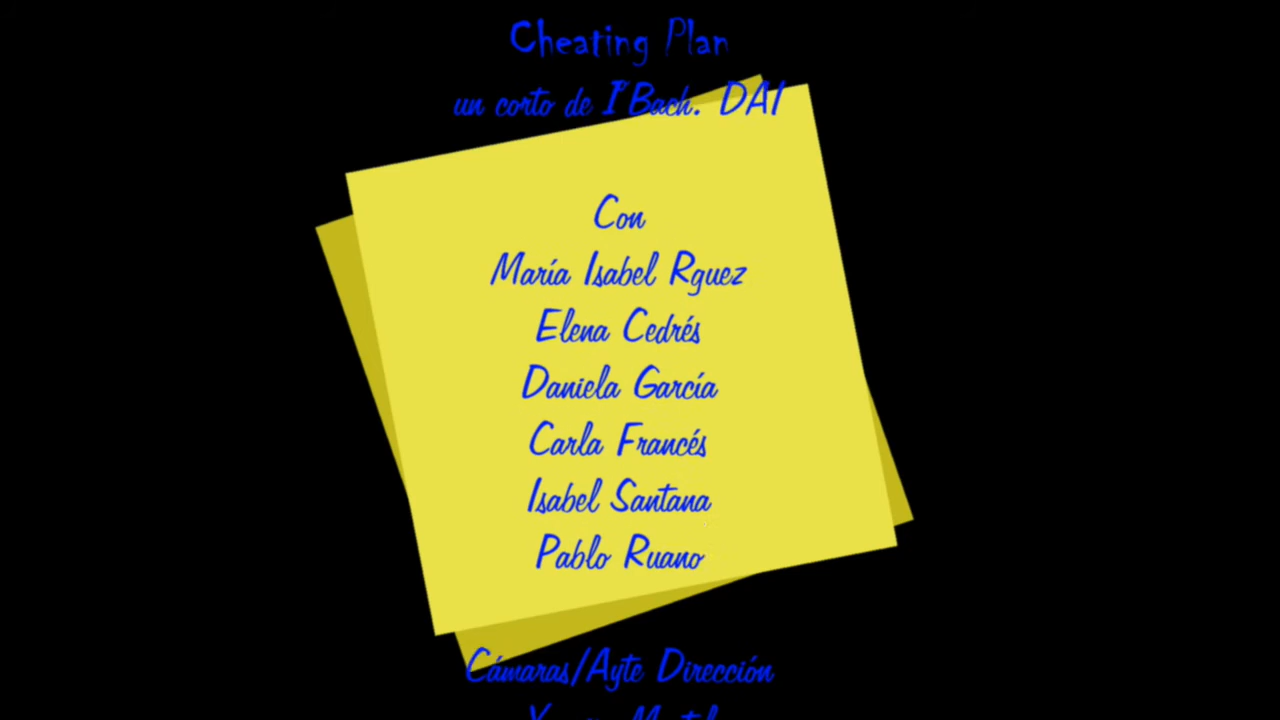 Cheating Plan
un corto de 1º Bach. DAI
Con
María Isabel Rguez
Elena Cedrés
Daniela García
Carla Francés
Isabel Santana
Pablo Ruano
Cámaras/Ayte Dirección